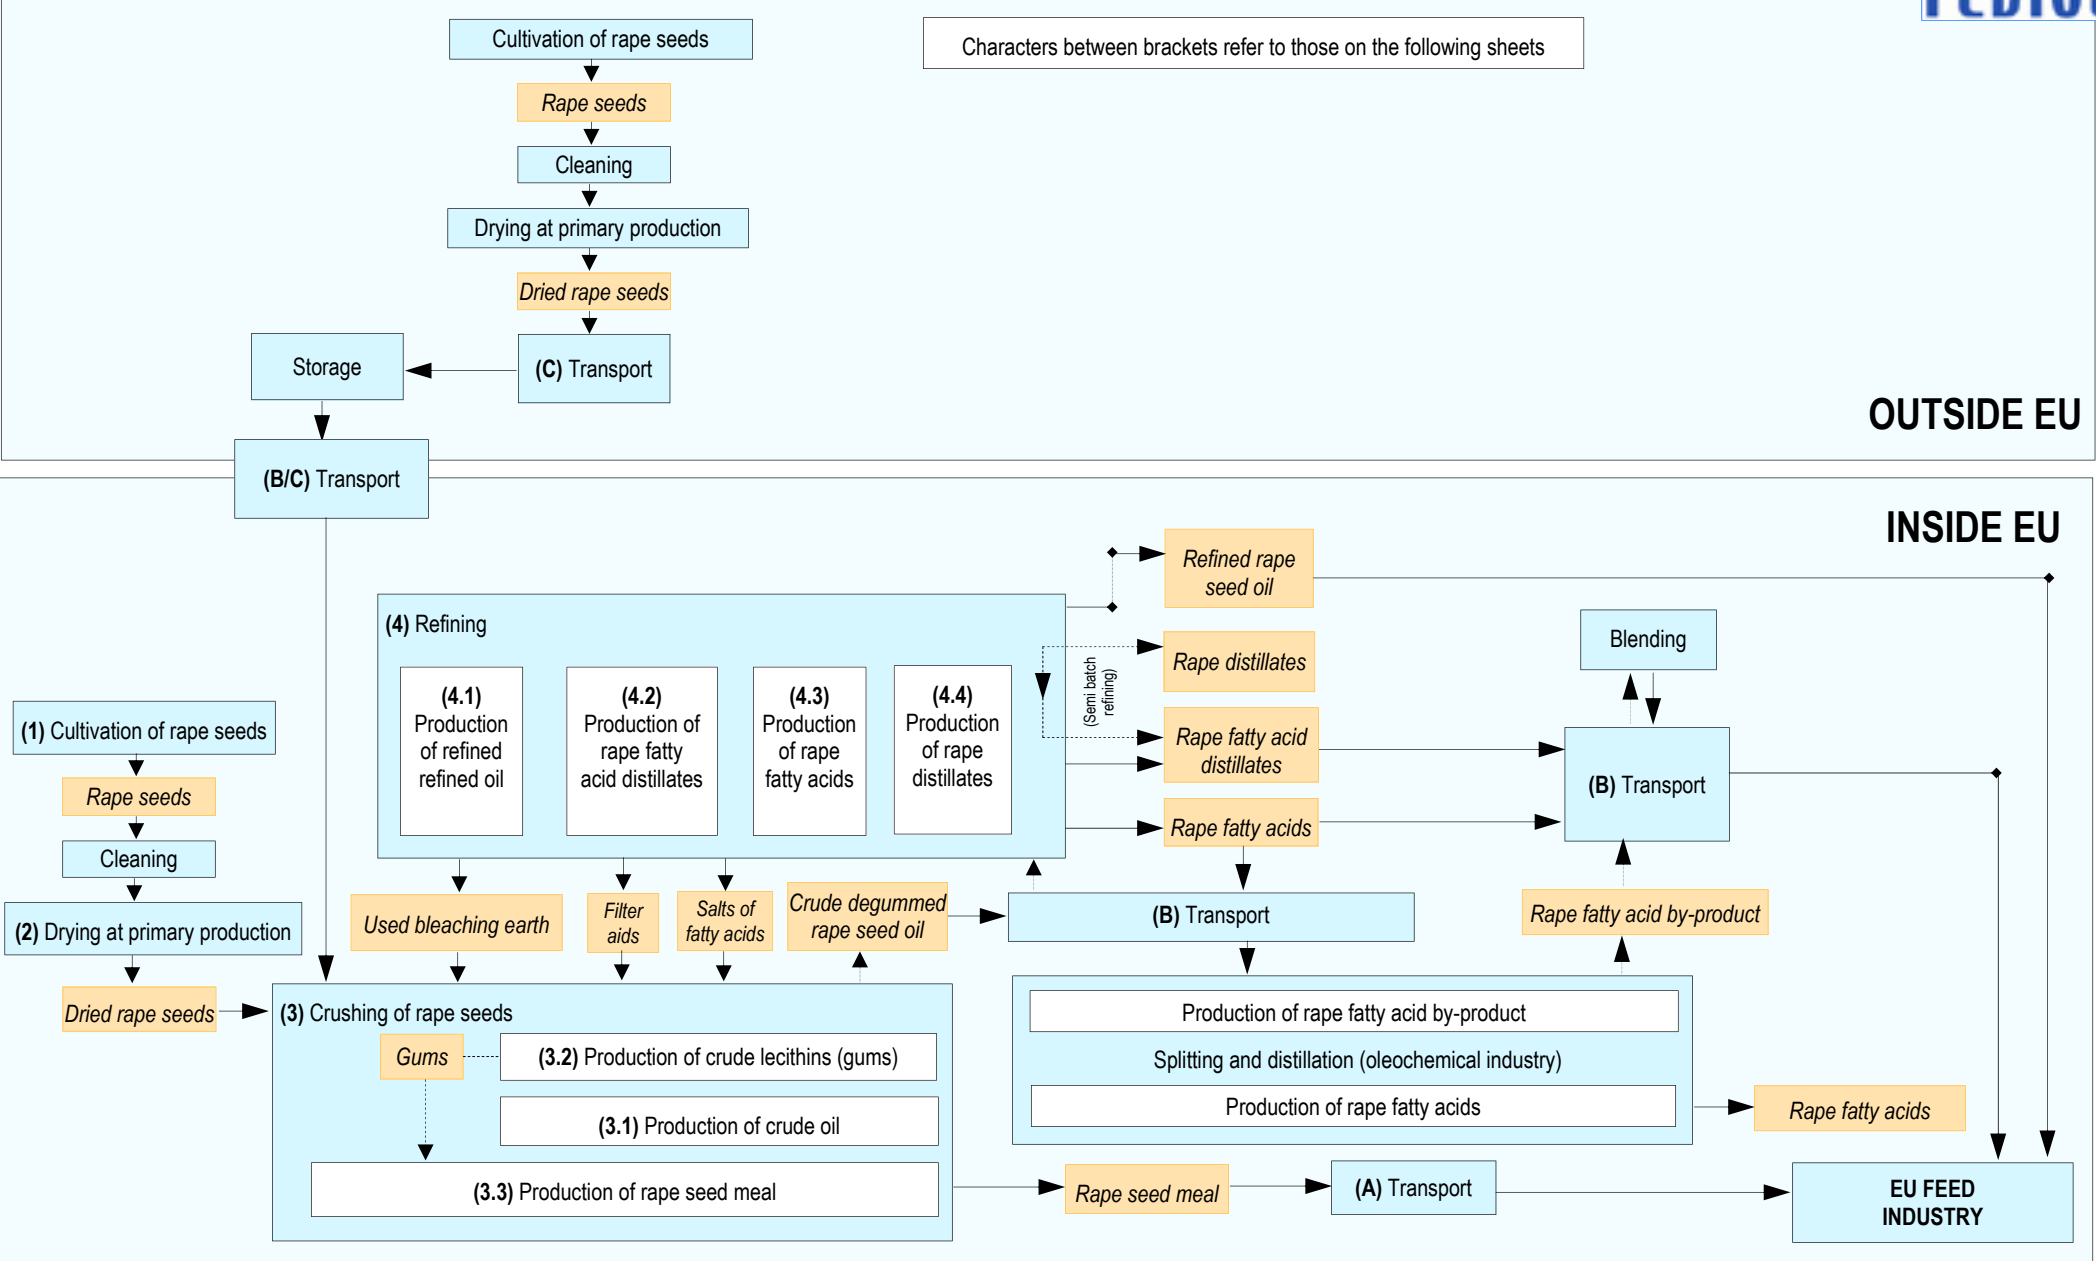 FEDIOL
Cultivation of rape seeds
Characters between brackets refer to those on the following sheets
Rape seeds
Cleaning
Drying at primary production
Dried rape seeds
Storage
(C) Transport
OUTSIDE EU
(B/C) Transport
INSIDE EU
Refined rape
seed oil
(4) Refining
Blending
(Semi batch
refining)
Rape distillates
(4.1)
Production
of refined
refined oil
(4.2)
Production of
rape fatty
acid distillates
(4.3)
Production
of rape
fatty acids
(4.4)
Production
of rape
distillates
(1) Cultivation of rape seeds
Rape fatty acid
distillates
(B) Transport
Rape seeds
Rape fatty acids
Cleaning
Used bleaching earth
Filter
aids
Salts of
fatty acids
Crude degummed
rape seed oil
(B) Transport
Rape fatty acid by-product
(2) Drying at primary production
Dried rape seeds
(3) Crushing of rape seeds
Production of rape fatty acid by-product
Gums
(3.2) Production of crude lecithins (gums)
Splitting and distillation (oleochemical industry)
(3.1) Production of crude oil
Production of rape fatty acids
Rape fatty acids
(3.3) Production of rape seed meal
Rape seed meal
(A) Transport
EU FEED
INDUSTRY